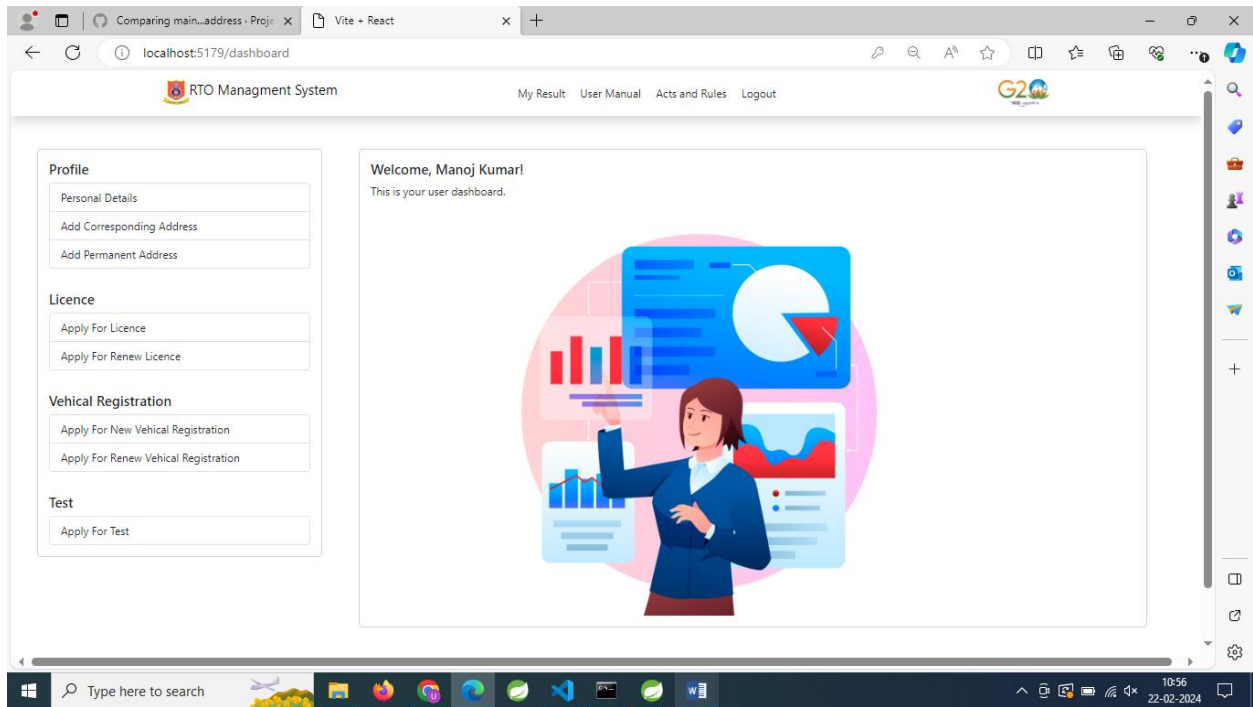 Comparing main...address · Proje
Vite + React
localhost:5179/dashboard
RTO Managment System
My Result
User Manual
Acts and Rules
Logout
G20
Profile
Personal Details
Add Corresponding Address
Add Permanent Address
Licence
Apply For Licence
Apply For Renew Licence
Vehical Registration
Apply For New Vehical Registration
Apply For Renew Vehical Registration
Test
Apply For Test
Welcome, Manoj Kumar!
This is your user dashboard.
Type here to search
10:56
22-02-2024